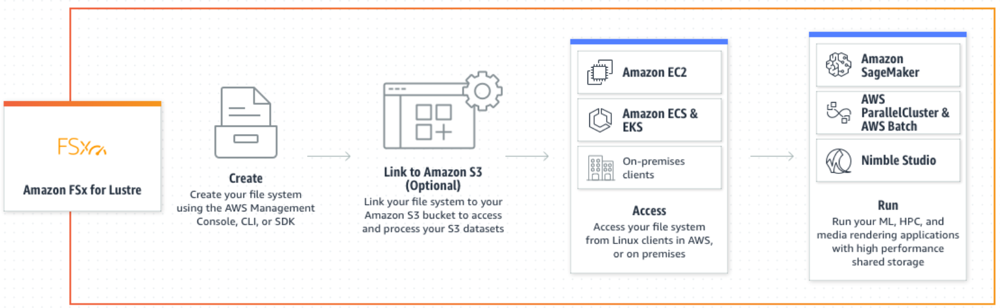 FSx
Amazon FSx for Lustre
Create
Create your file system
using the AWS Management
Console, CLI, or SDK
Link to Amazon S3
(Optional)
Link your file system to your
Amazon S3 bucket to access
and process your S3 datasets
Amazon EC2
Amazon ECS &
EKS
On-premises
clients
Access
Access your file system
from Linux clients in AWS,
or on premises
Amazon
SageMaker
AWS
ParallelCluster &
AWS Batch
Nimble Studio
Run
Run your ML, HPC, and
media rendering applications
with high performance
shared storage